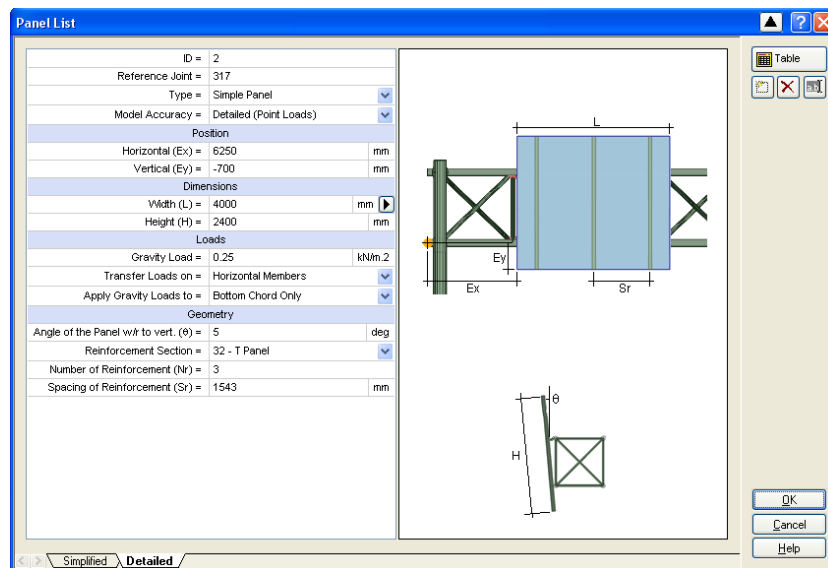 Panel List
ID = 2
Reference Joint = 317
Type = Simple Panel
Model Accuracy = Detailed (Point Loads)
Position
Horizontal (Ex) = 6250 mm
Vertical (Ey) = -700 mm
Dimensions
Width (L) = 4000 mm
Height (H) = 2400 mm
Loads
Gravity Load = 0.25 kN/m.2
Transfer Loads on = Horizontal Members
Apply Gravity Loads to = Bottom Chord Only
Geometry
Angle of the Panel w/r to vert. (θ) = 5 deg
Reinforcement Section = 32 - T Panel
Number of Reinforcement (Nr) = 3
Spacing of Reinforcement (Sr) = 1543 mm
L
Ey
Ex
Sr
θ
H
Table
OK
Cancel
Help
Simplified
Detailed